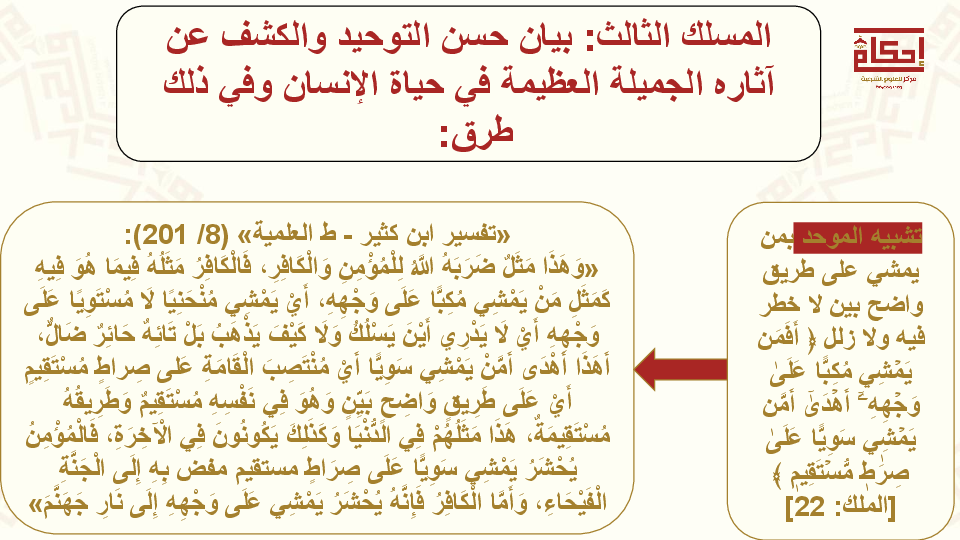 المسلك الثالث: بيان حسن التوحيد والكشف عن
آثاره الجميلة العظيمة في حياة الإنسان وفي ذلك
طرق:
إحكام
مركز للعلوم الشرعية
تشبيه الموحد بمن
يمشي على طريق
واضح بين لا خطر
فيه ولا زلل ﴿ أَفَمَن
يَمْشِي مُكِبًّا عَلَىٰ
وَجْهِهِۦٓ أَهْدَىٰٓ أَمَّن
يَمْشِي سَوِيًّا عَلَىٰ
صِرَٰطٍ مُّسْتَقِيمٍ ﴾
[الملك: 22]
«تفسير ابن كثير - ط العلمية» (8/ 201):
«وَهَذَا مَثَلٌ ضَرَبَهُ اللَّهُ لِلْمُؤْمِنِ وَالْكَافِرِ، فَالْكَافِرُ مَثَلُهُ فِيمَا هُوَ فِيهِ
كَمَثَلِ مَنْ يَمْشِي مُكِبًّا عَلَى وَجْهِهِ، أَيْ يَمْشِي مُنْحَنِيًا لَا مُسْتَوِيًا عَلَى
وَجْهِهِ أَيْ لَا يَدْرِي أَيْنَ يَسْلُكُ وَلَا كَيْفَ يَذْهَبُ بَلْ تَائِهٌ حَائِرٌ ضَالٌّ،
أَهَذَا أَهْدَى أَمَّنْ يَمْشِي سَوِيًّا أَيْ مُنْتَصِبَ الْقَامَةِ عَلَى صِراطٍ مُسْتَقِيمٍ
أَيْ عَلَى طَرِيقٍ وَاضِحٍ بَيِّنٍ وَهُوَ فِي نَفْسِهِ مُسْتَقِيمٌ وَطَرِيقُهُ
مُسْتَقِيمَةٌ، هَذَا مَثَلُهُمْ فِي الدُّنْيَا وَكَذَلِكَ يَكُونُونَ فِي الْآخِرَةِ، فَالْمُؤْمِنُ
يُحْشَرُ يَمْشِي سَوِيًّا عَلَى صِرَاطٍ مستقيم مفض بِهِ إِلَى الْجَنَّةِ
الْفَيْحَاءِ، وَأَمَّا الْكَافِرُ فَإِنَّهُ يُحْشَرُ يَمْشِي عَلَى وَجْهِهِ إِلَى نَارِ جَهَنَّمَ»